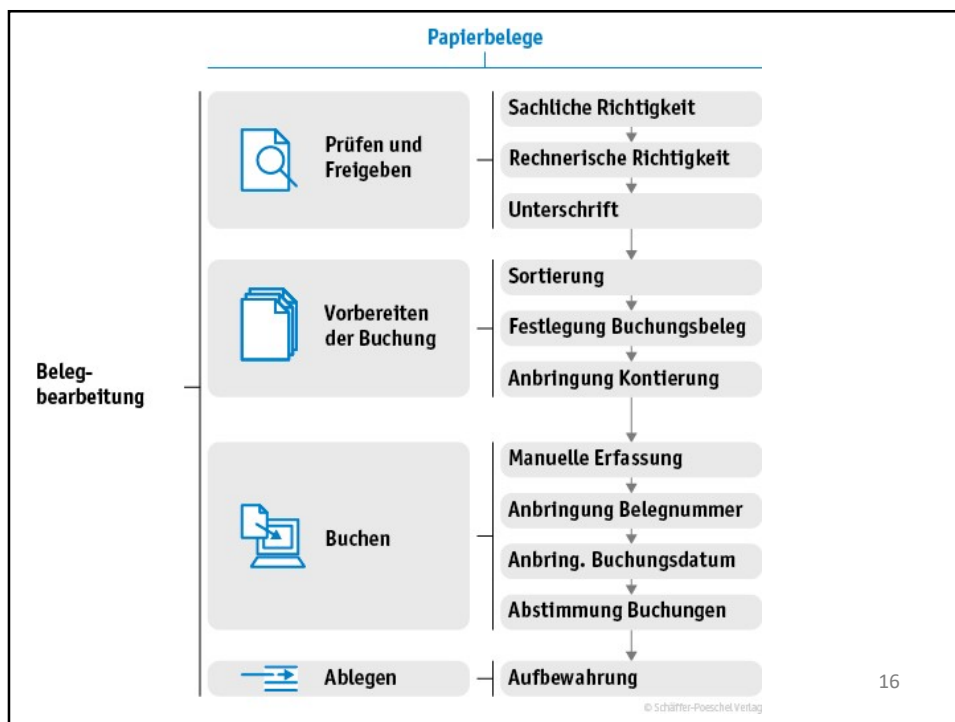 Papierbelege
Beleg-
bearbeitung
Prüfen und
Freigeben
Sachliche Richtigkeit
Rechnerische Richtigkeit
Unterschrift
Vorbereiten
der Buchung
Sortierung
Festlegung Buchungsbeleg
Anbringung Kontierung
Buchen
Manuelle Erfassung
Anbringung Belegnummer
Anbring. Buchungsdatum
Abstimmung Buchungen
Ablegen
Aufbewahrung
16
© Schäffer-Poeschel Verlag